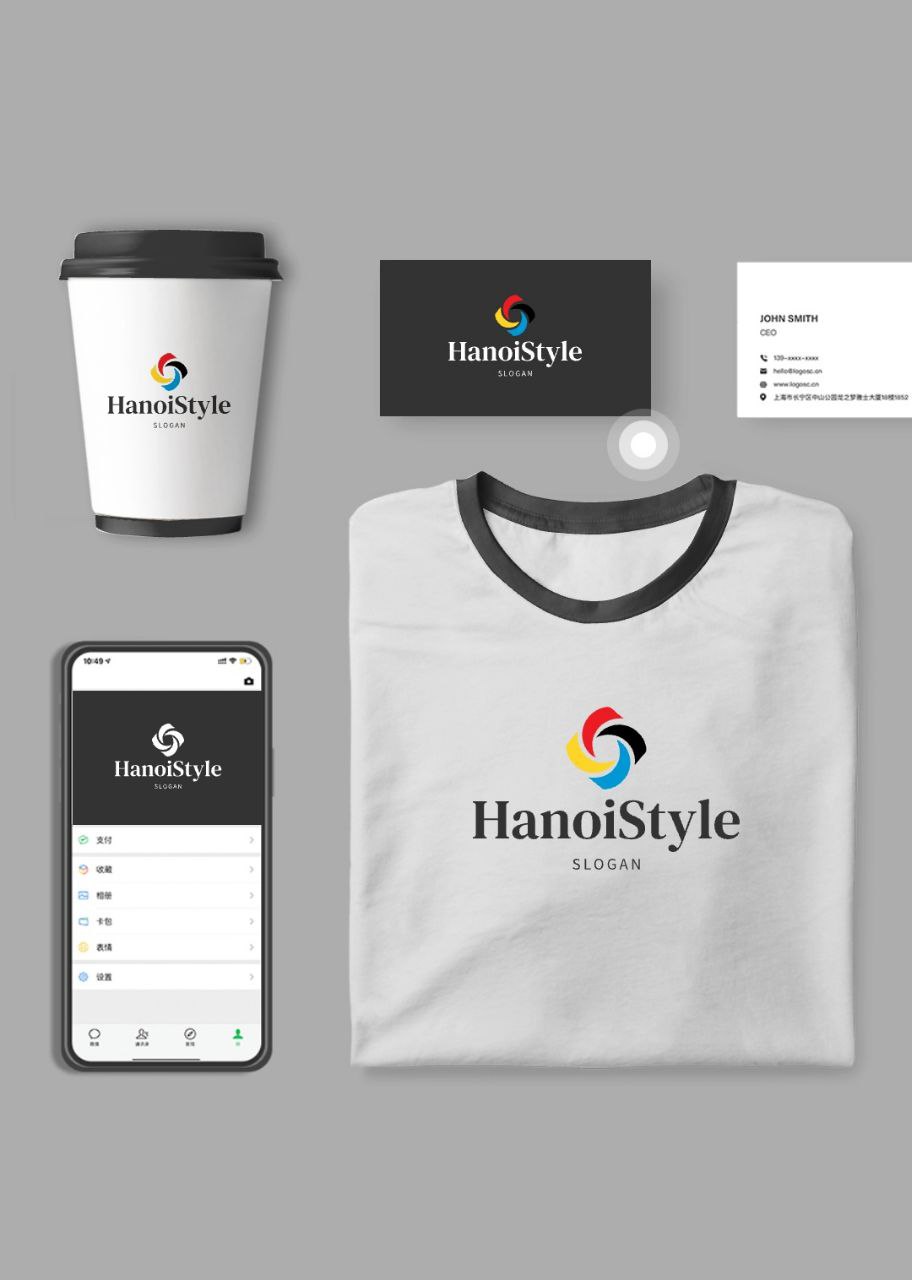 HanoiStyle
SLOGAN
HanoiStyle
SLOGAN
JOHN SMITH
CEO
139-xxxx-xxxx
hello@logosc.cn
www.logosc.cn
上海市长宁区中山公园龙之梦雅士大厦18楼1852
10:49
HanoiStyle
SLOGAN
支付
收藏
相册
卡包
表情
设置
通讯录
发现
我
HanoiStyle
SLOGAN